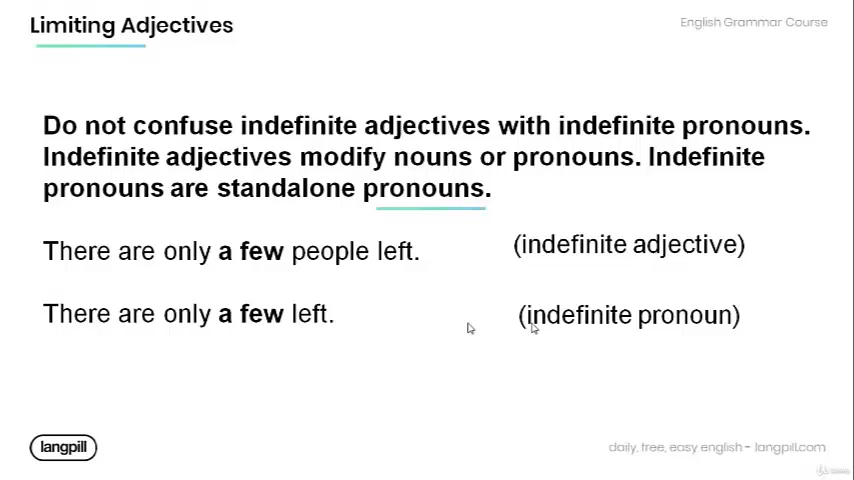 Limiting Adjectives
English Grammar Course
Do not confuse indefinite adjectives with indefinite pronouns.
Indefinite adjectives modify nouns or pronouns. Indefinite
pronouns are standalone pronouns.
There are only a few people left.
(indefinite adjective)
There are only a few left.
(indefinite pronoun)
langpill
daily, free, easy english - langpill.com